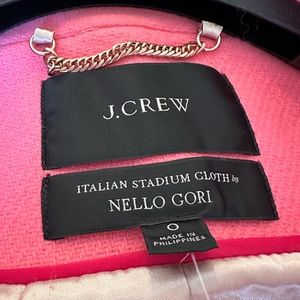 J.CREW
ITALIAN STADIUM CLOTH by
NELLO GORI
0
MADE IN
PHILIPPINES